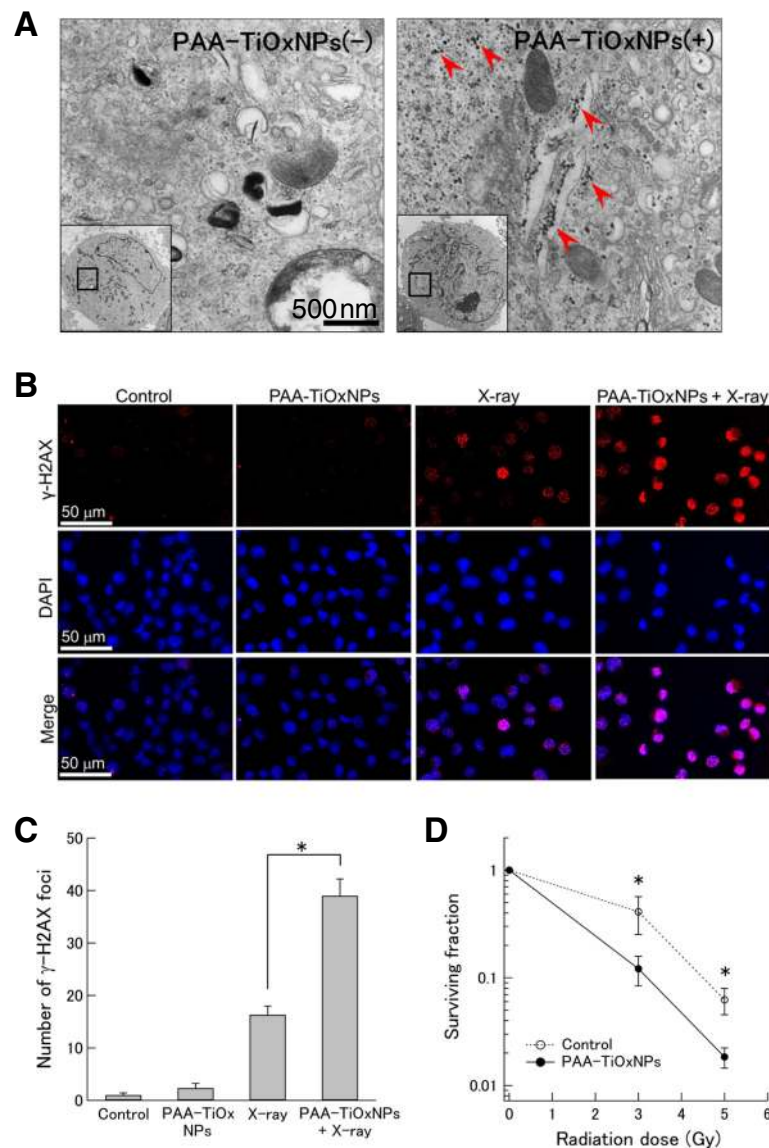 A
PAA-TiOxNPs(-)
PAA-TiOxNPs(+)
500nm
B
Control
PAA-TiOxNPs
X-ray
PAA-TiOxNPs + X-ray
γ-H2AX
50 μm
DAPI
50 μm
Merge
50 μm
C
Number of γ-H2AX foci
50
40
30
20
10
0
*
Control
PAA-TiOx
NPs
X-ray
PAA-TiOxNPs
+ X-ray
D
Surviving fraction
1
0.1
0.01
*
*
Control
PAA-TiOxNPs
0 1 2 3 4 5 6
Radiation dose (Gy)